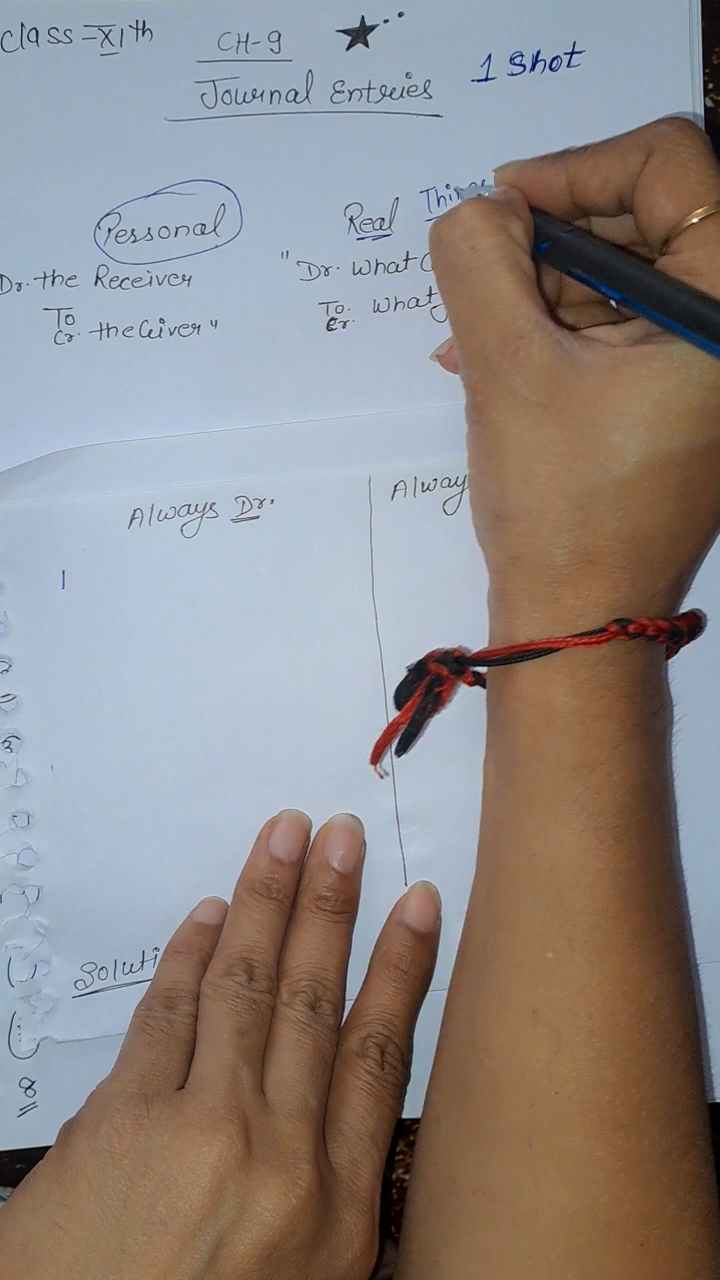 Class = XIth
CH-9
Journal Entries
1 Shot
Personal
Dr. the Receiver
To
Cr. the Giver"
Real
"Dr. What
To
Cr. What
Always Dr.
Always
1